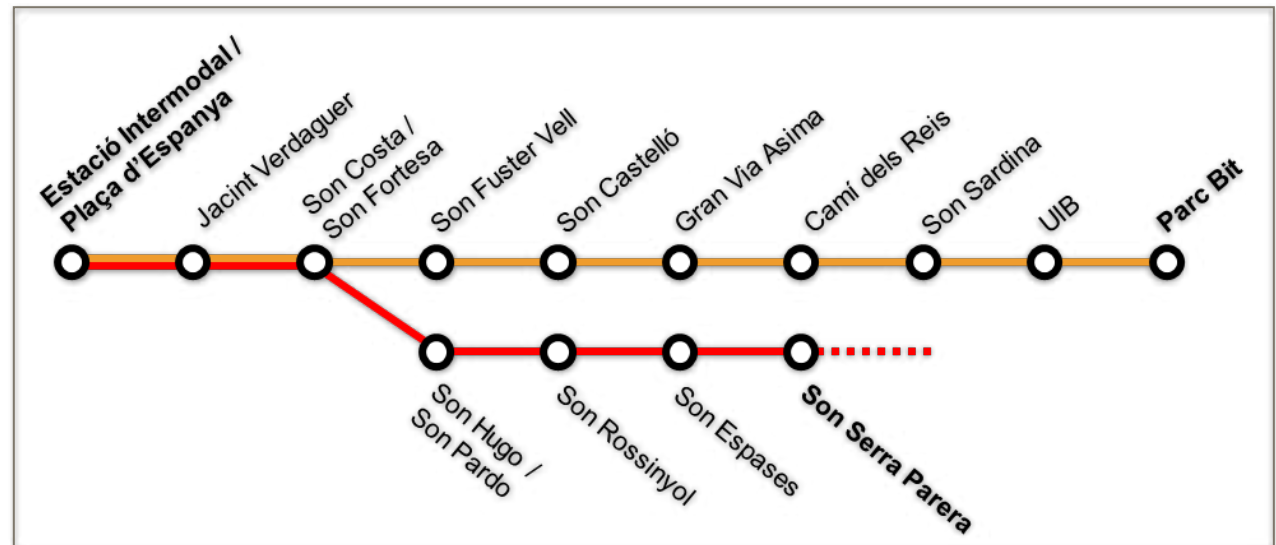 Estació Intermodal /
Plaça d'Espanya
Jacint Verdaguer
Son Costa /
Son Fortesa
Son Fuster Vell
Son Castelló
Gran Via Asima
Camí dels Reis
Son Sardina
UIB
Parc Bit
Son Hugo /
Son Pardo
Son Rossinyol
Son Espases
Son Serra Parera